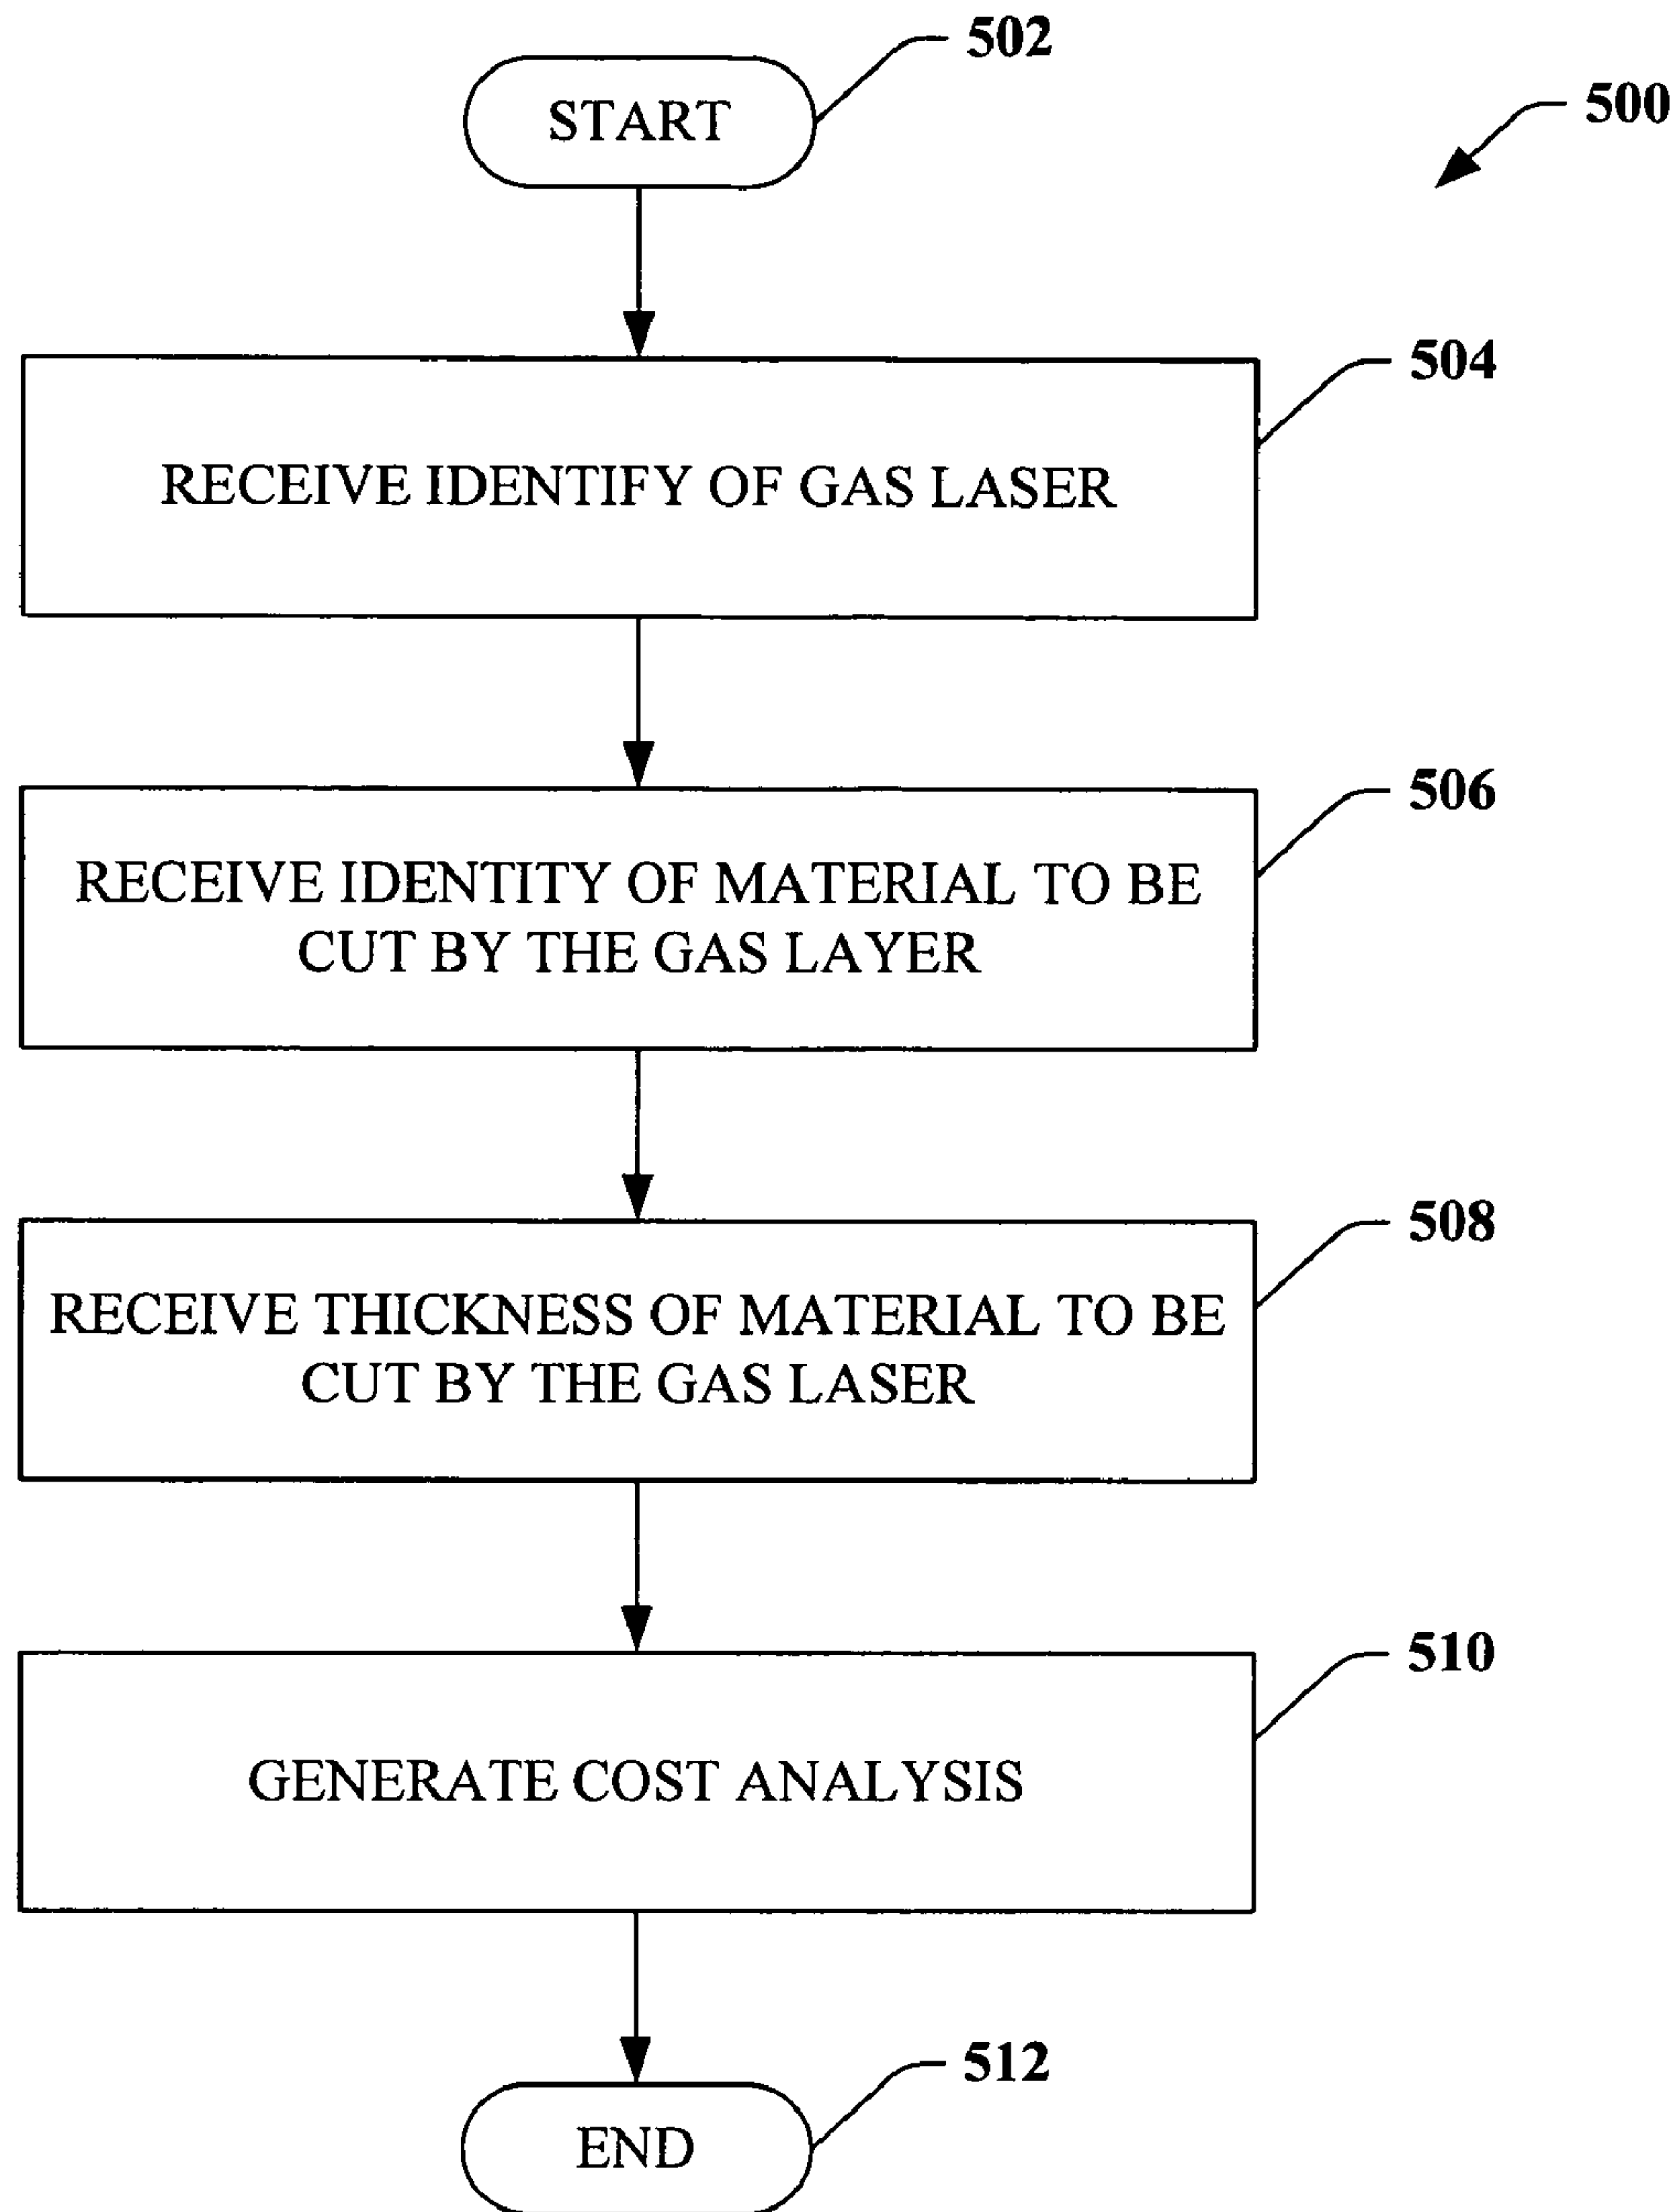 502
START
500
504
RECEIVE IDENTIFY OF GAS LASER
506
RECEIVE IDENTITY OF MATERIAL TO BE
CUT BY THE GAS LAYER
508
RECEIVE THICKNESS OF MATERIAL TO BE
CUT BY THE GAS LASER
510
GENERATE COST ANALYSIS
512
END